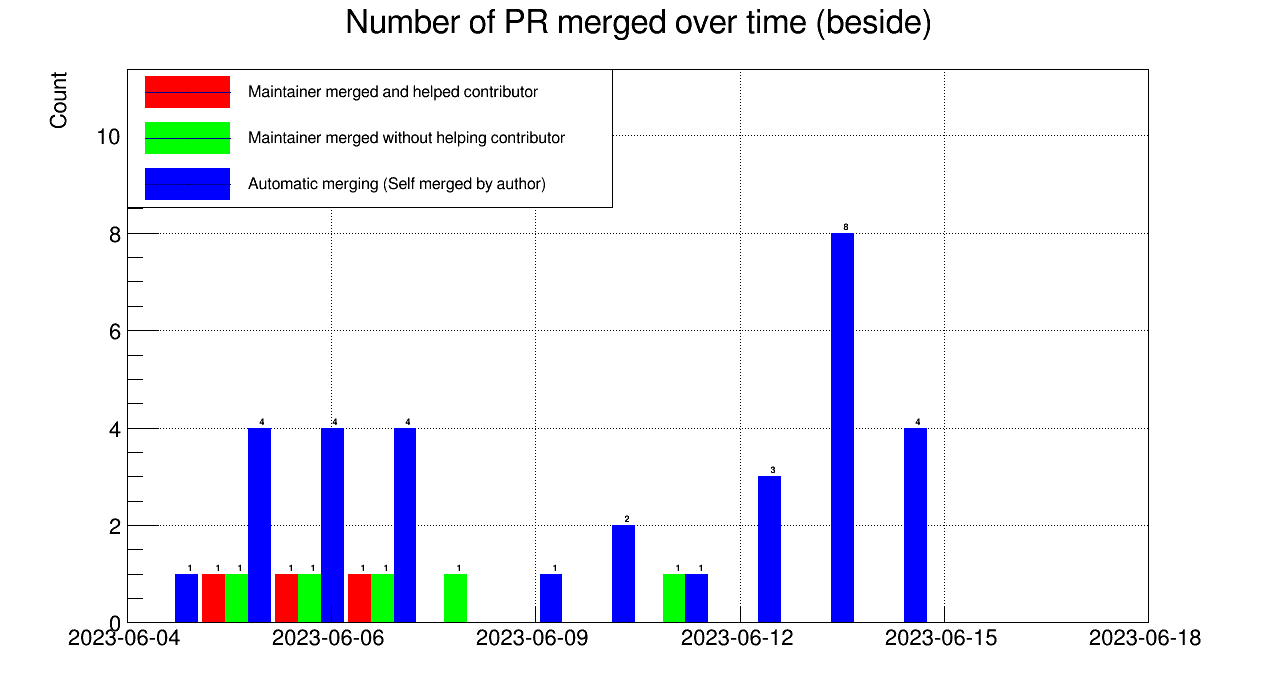 Number of PR merged over time (beside)
Count
Maintainer merged and helped contributor
Maintainer merged without helping contributor
Automatic merging (Self merged by author)
10
8
6
4
2
0
1 1 1 4 1 1 4 1 1 4 1 1 2 1 1 3 8 4
2023-06-04 2023-06-06 2023-06-09 2023-06-12 2023-06-15 2023-06-18